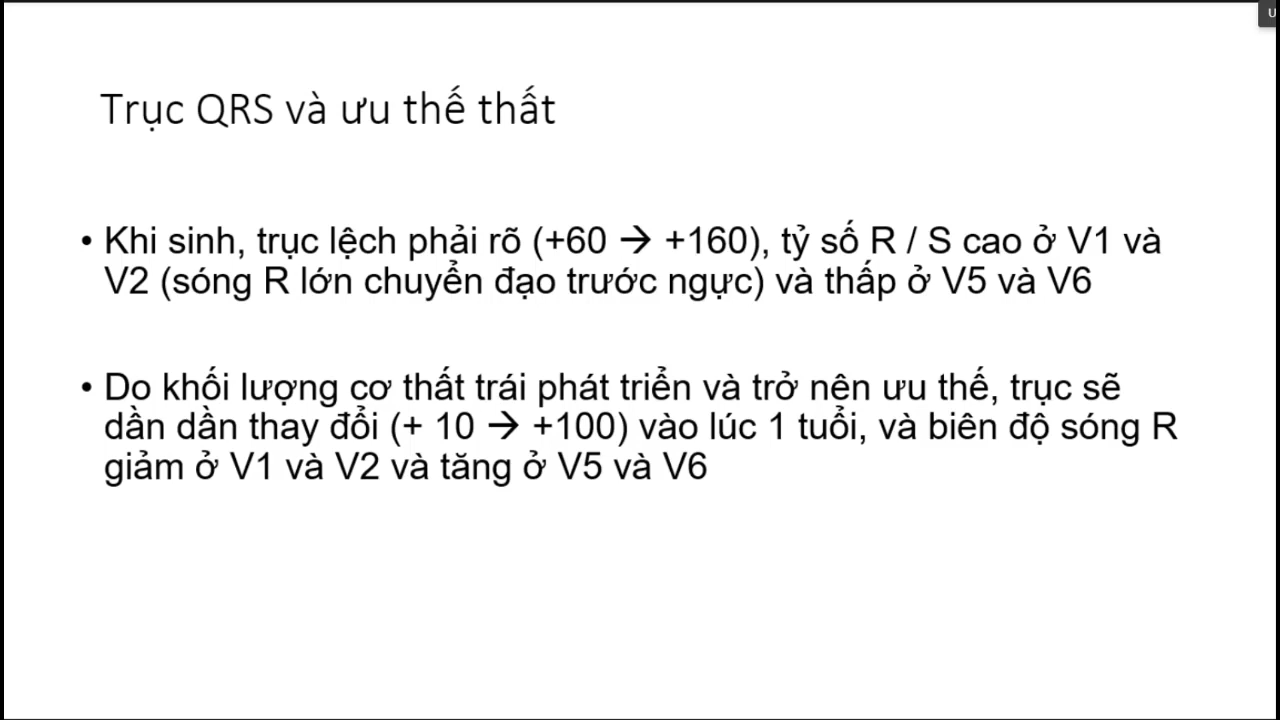 U
Trục QRS và ưu thế thất
• Khi sinh, trục lệch phải rõ (+60 → +160), tỷ số R / S cao ở V1 và
V2 (sóng R lớn chuyển đạo trước ngực) và thấp ở V5 và V6
• Do khối lượng cơ thất trái phát triển và trở nên ưu thế, trục sẽ
dần dần thay đổi (+ 10 → +100) vào lúc 1 tuổi, và biên độ sóng R
giảm ở V1 và V2 và tăng ở V5 và V6